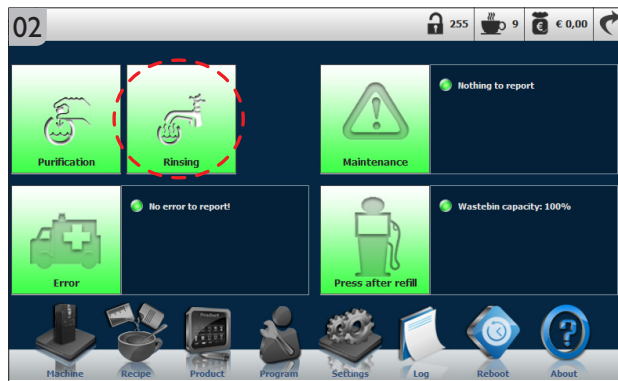 02
255
9
€ 0,00
Purification
Rinsing
Maintenance
Nothing to report
Error
No error to report!
Press after refill
Wastebin capacity: 100%
Machine
Recipe
Product
Program
Settings
Log
Reboot
About